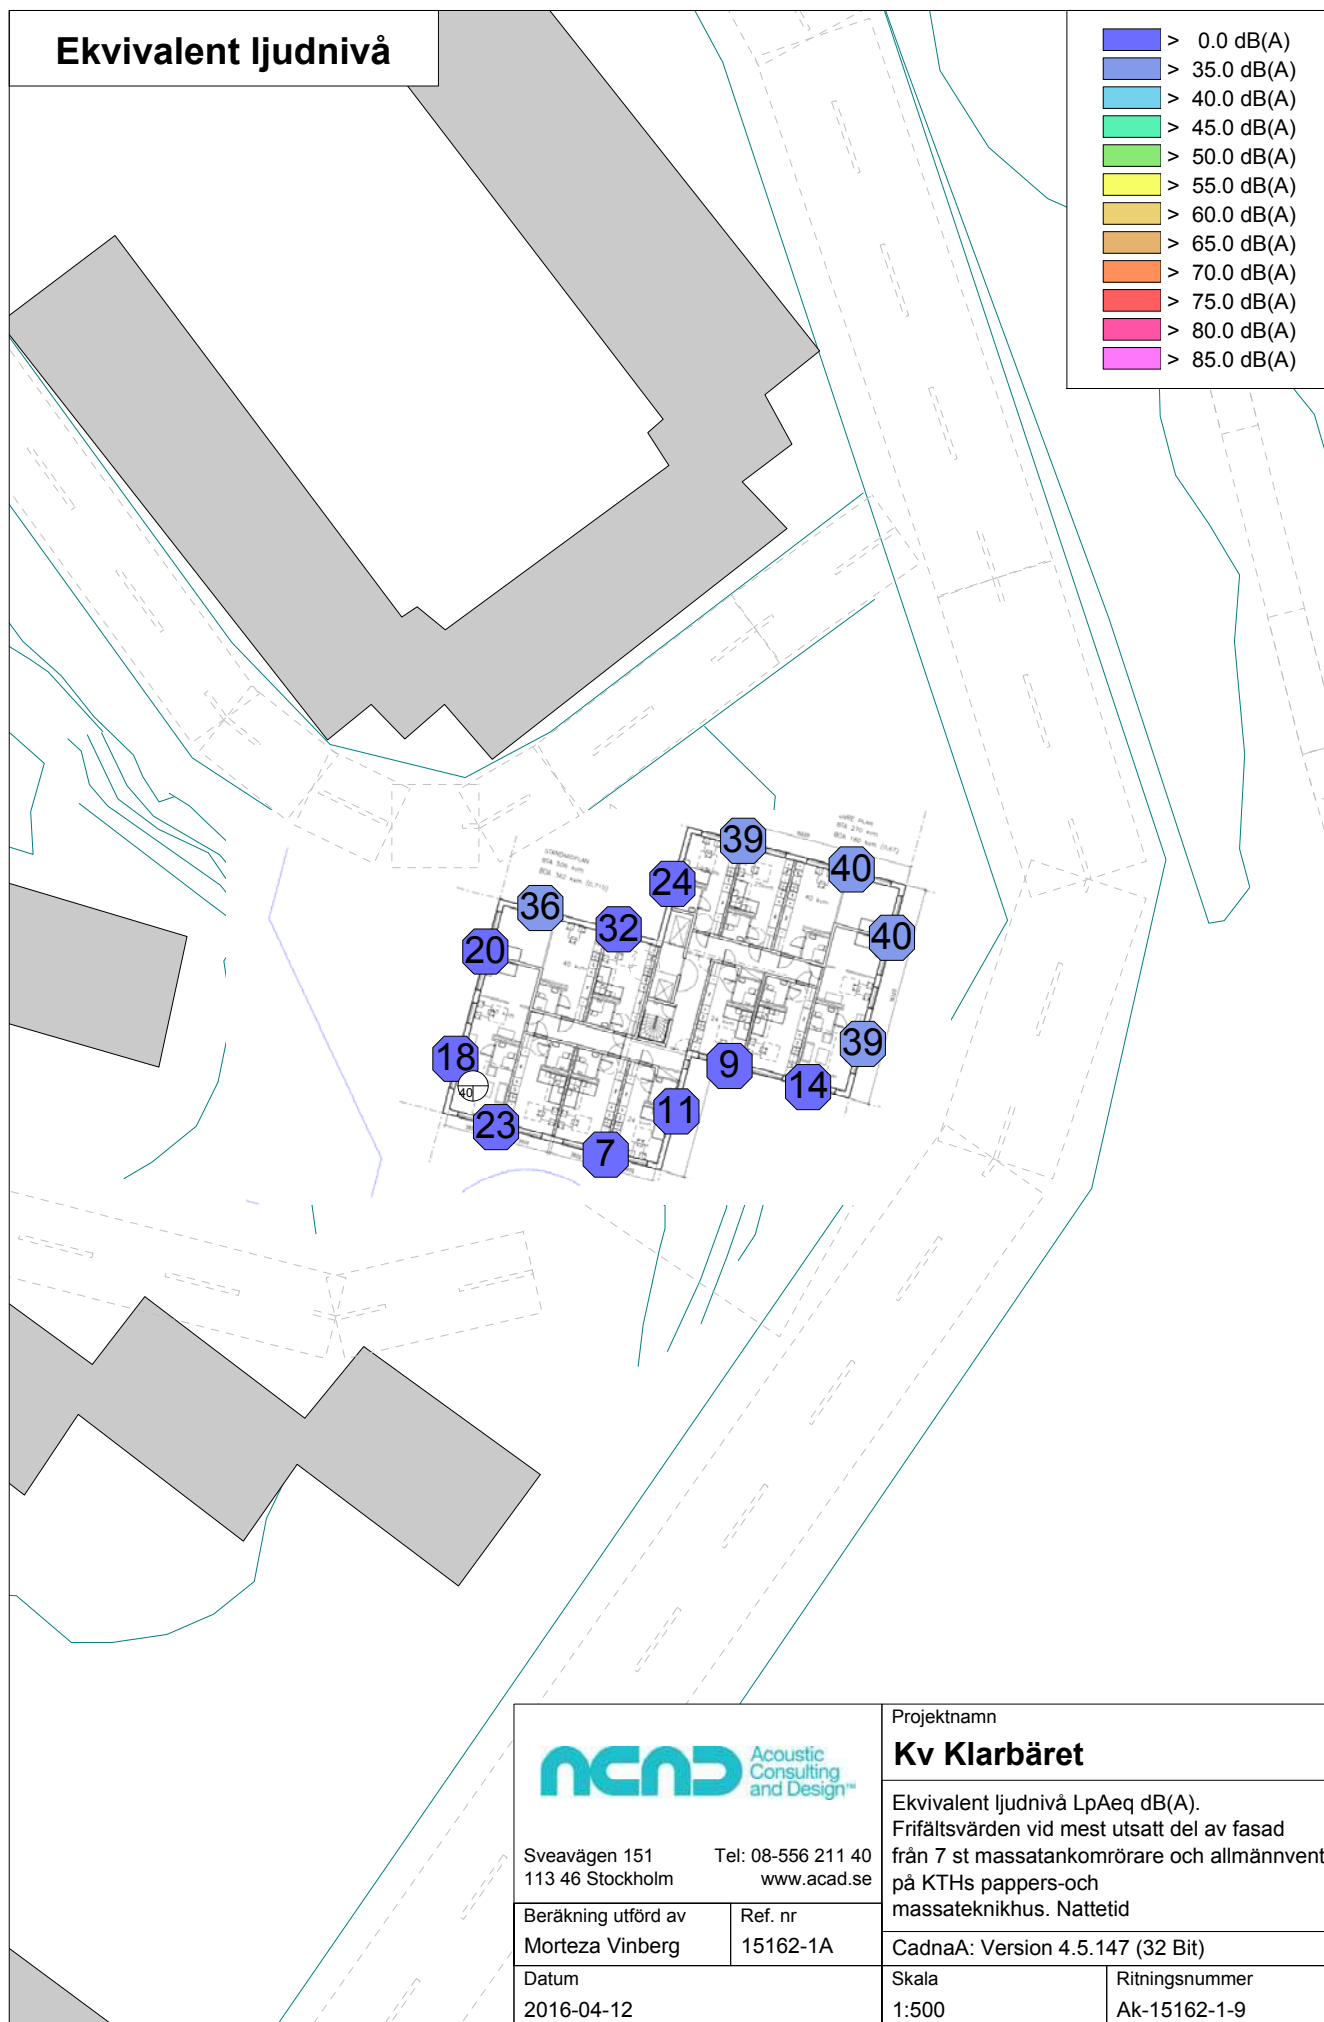 Ekvivalent ljudnivå
> 0.0 dB(A)
> 35.0 dB(A)
> 40.0 dB(A)
> 45.0 dB(A)
> 50.0 dB(A)
> 55.0 dB(A)
> 60.0 dB(A)
> 65.0 dB(A)
> 70.0 dB(A)
> 75.0 dB(A)
> 80.0 dB(A)
> 85.0 dB(A)
STANDARDPLAN
39
40
24
36
32
20
40
39
18
40
9
14
11
23
7
ACAD
Acoustic
Consulting
and Design™
Sveavägen 151
113 46 Stockholm
Tel: 08-556 211 40
www.acad.se
Beräkning utförd av
Morteza Vinberg
Ref. nr
15162-1A
Datum
2016-04-12
Projektnamn
Kv Klarbäret
Ekvivalent ljudnivå LpAeq dB(A).
Frifältsvärden vid mest utsatt del av fasad
från 7 st massatankomrörare och allmännvent
på KTHs pappers-och
massateknikhus. Nattetid
CadnaA: Version 4.5.147 (32 Bit)
Skala
1:500
Ritningsnummer
Ak-15162-1-9